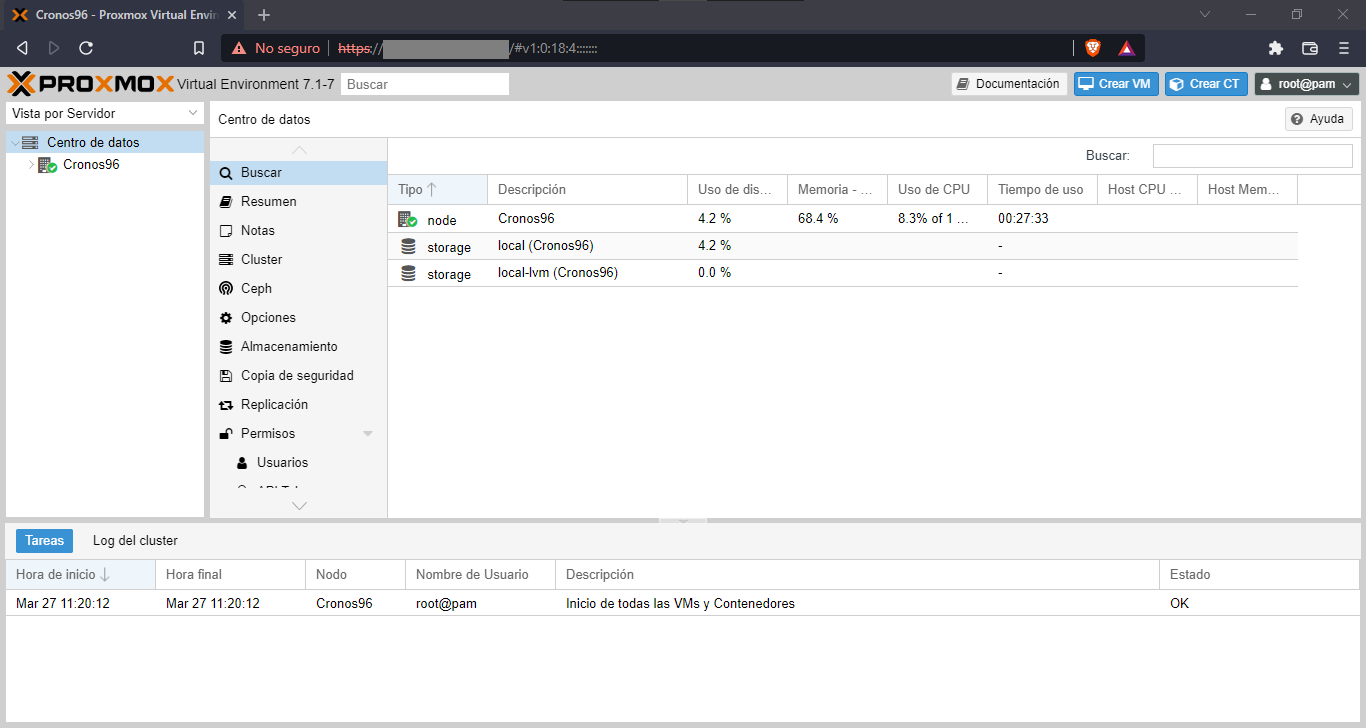 Cronos96 - Proxmox Virtual Envir
No seguro https:// /#v1:0:18:4:::::::
PROXMOX Virtual Environment 7.1-7 Buscar Documentación Crear VM Crear CT root@pam
Vista por Servidor
Centro de datos
Cronos96
Centro de datos Ayuda
Buscar
Resumen
Notas
Cluster
Ceph
Opciones
Almacenamiento
Copia de seguridad
Replicación
Permisos
Usuarios
Buscar:
Tipo Descripción Uso de dis... Memoria - ... Uso de CPU Tiempo de uso Host CPU ... Host Mem...
node Cronos96 4.2 % 68.4 % 8.3% of 1 ... 00:27:33
storage local (Cronos96) 4.2 % -
storage local-lvm (Cronos96) 0.0 % -
Tareas Log del cluster
Hora de inicio Hora final Nodo Nombre de Usuario Descripción Estado
Mar 27 11:20:12 Mar 27 11:20:12 Cronos96 root@pam Inicio de todas las VMs y Contenedores OK